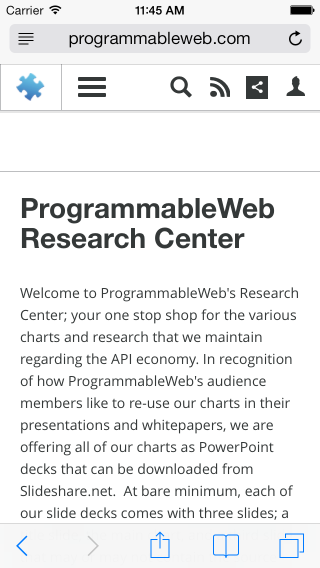 Carrier 11:45 AM
programmableweb.com
ProgrammableWeb
Research Center
Welcome to ProgrammableWeb's Research
Center; your one stop shop for the various
charts and research that we maintain
regarding the API economy. In recognition
of how ProgrammableWeb's audience
members like to re-use our charts in their
presentations and whitepapers, we are
offering all of our charts as PowerPoint
decks that can be downloaded from
Slideshare.net.  At bare minimum, each of
our slide decks comes with three slides; a